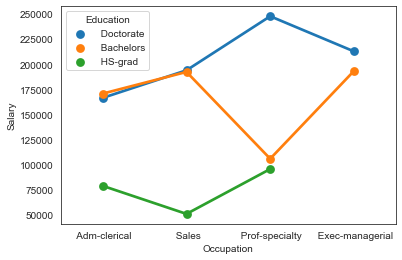 Education
Doctorate
Bachelors
HS-grad
250000
225000
200000
175000
150000
125000
100000
75000
50000
Salary
Adm-clerical Sales Prof-specialty Exec-managerial
Occupation